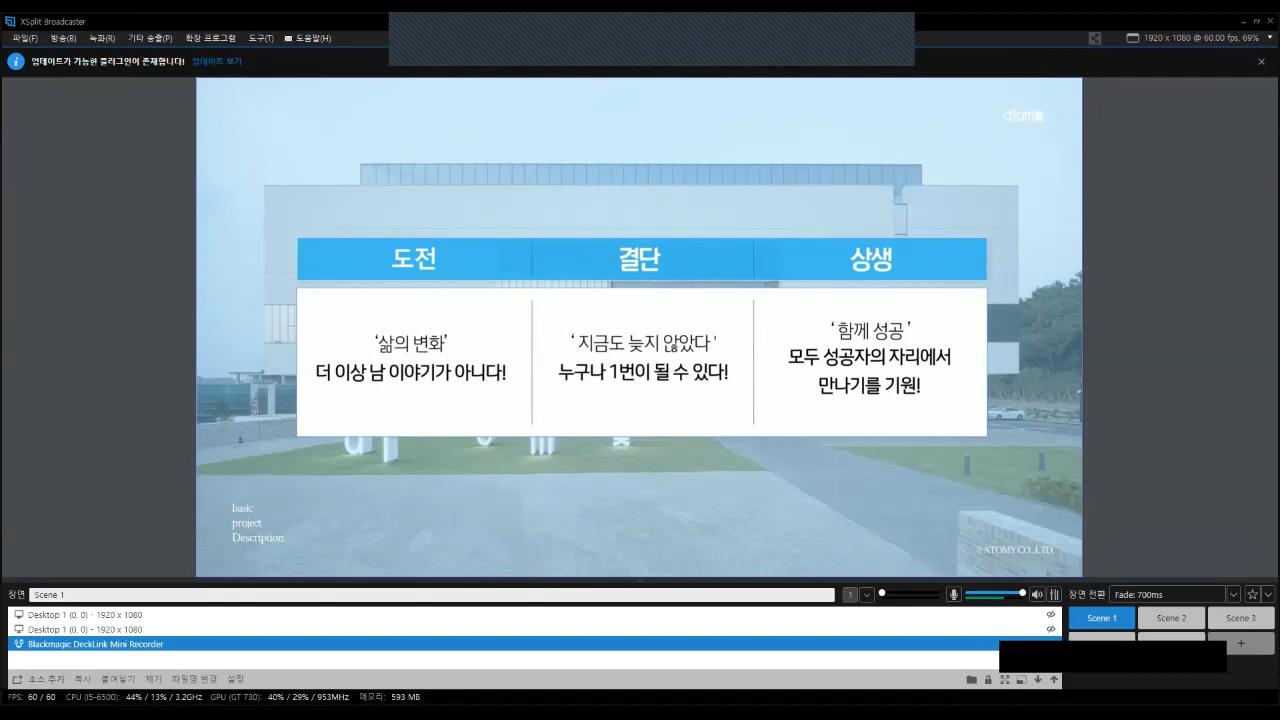 XSplit Broadcaster
파일(F) 방송(B) 녹화(R) 기타 송출(P) 확장 프로그램 도구(T) 도움말(H)
1920 x 1080 @ 60.00 fps, 69%
업데이트가 가능한 플러그인이 존재합니다! 업데이트 보기
atom美
도전 결단 상생
‘삶의 변화’
더 이상 남 이야기가 아니다!
‘ 지금도 늦지 않았다 '
누구나 1번이 될 수 있다!
‘ 함께 성공 ’
모두 성공자의 자리에서
만나기를 기원!
basic
project
Description
©ATOMY CO.,LTD.
장면 Scene 1
1
장면 전환 Fade: 700ms
Desktop 1 (0, 0) - 1920 x 1080
Desktop 1 (0, 0) - 1920 x 1080
Blackmagic DeckLink Mini Recorder
Scene 1 Scene 2 Scene 3
소스 추가 복사 붙여넣기 제거 파일명 변경 설정
FPS: 60 / 60 CPU (i5-6500): 44% / 13% / 3.2GHz GPU (GT 730): 40% / 29% / 953MHz 메모리: 593 MB